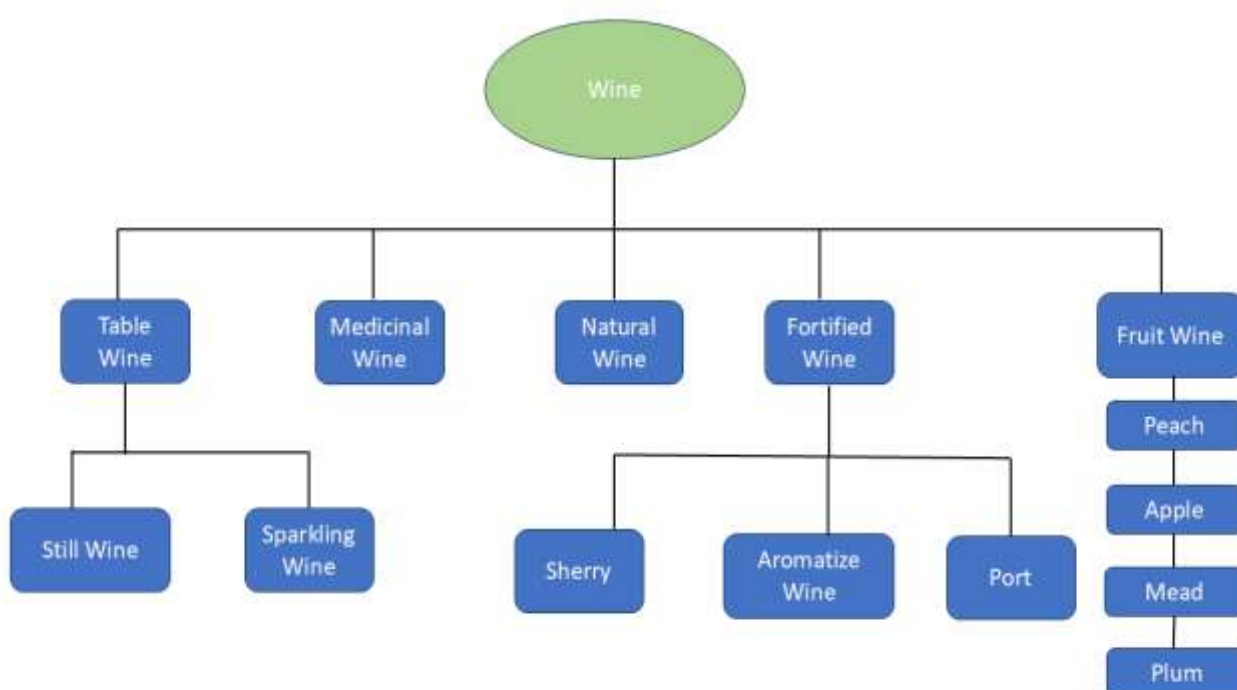 Wine
Table
Wine
Medicinal
Wine
Natural
Wine
Fortified
Wine
Fruit Wine
Peach
Apple
Mead
Plum
Still Wine
Sparkling
Wine
Sherry
Aromatize
Wine
Port